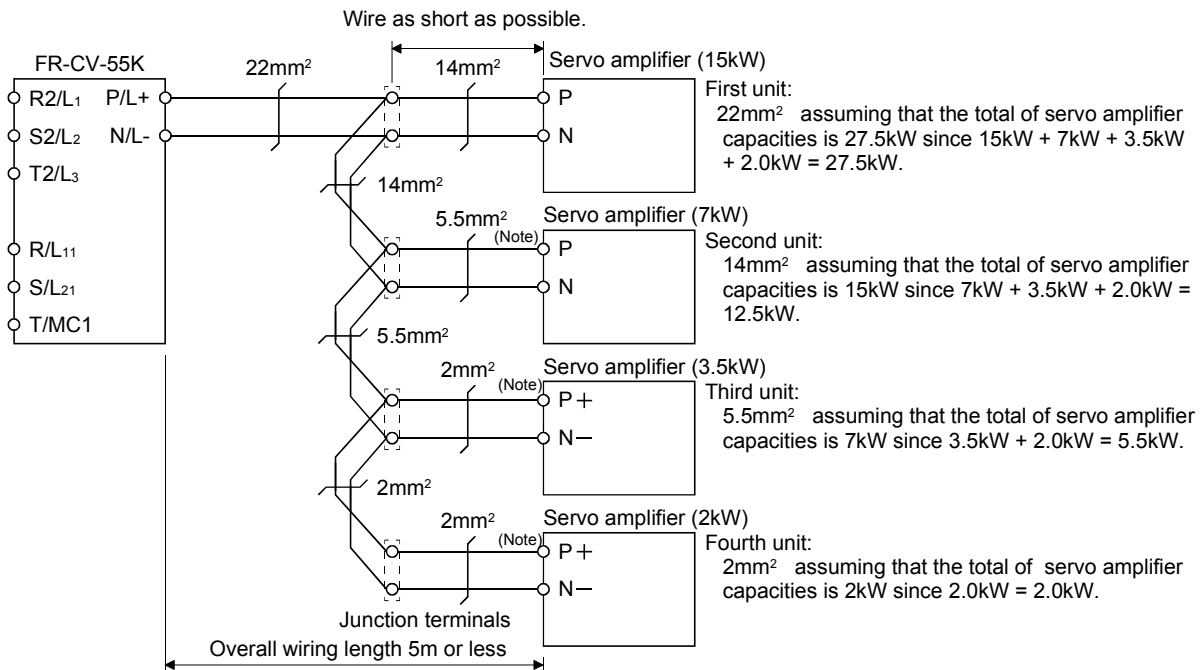 Wire as short as possible.
FR-CV-55K
22mm²
14mm²
Servo amplifier (15kW)
R2/L1 P/L+
S2/L2 N/L-
T2/L3
R/L11
S/L21
T/MC1
P
N
First unit:
22mm² assuming that the total of servo amplifier
capacities is 27.5kW since 15kW + 7kW + 3.5kW
+ 2.0kW = 27.5kW.
14mm²
5.5mm²
(Note)
Servo amplifier (7kW)
P
N
Second unit:
14mm² assuming that the total of servo amplifier
capacities is 15kW since 7kW + 3.5kW + 2.0kW =
12.5kW.
5.5mm²
2mm²
(Note)
Servo amplifier (3.5kW)
P+
N−
Third unit:
5.5mm² assuming that the total of servo amplifier
capacities is 7kW since 3.5kW + 2.0kW = 5.5kW.
2mm²
2mm²
(Note)
Servo amplifier (2kW)
P+
N−
Fourth unit:
2mm² assuming that the total of servo amplifier
capacities is 2kW since 2.0kW = 2.0kW.
Junction terminals
Overall wiring length 5m or less